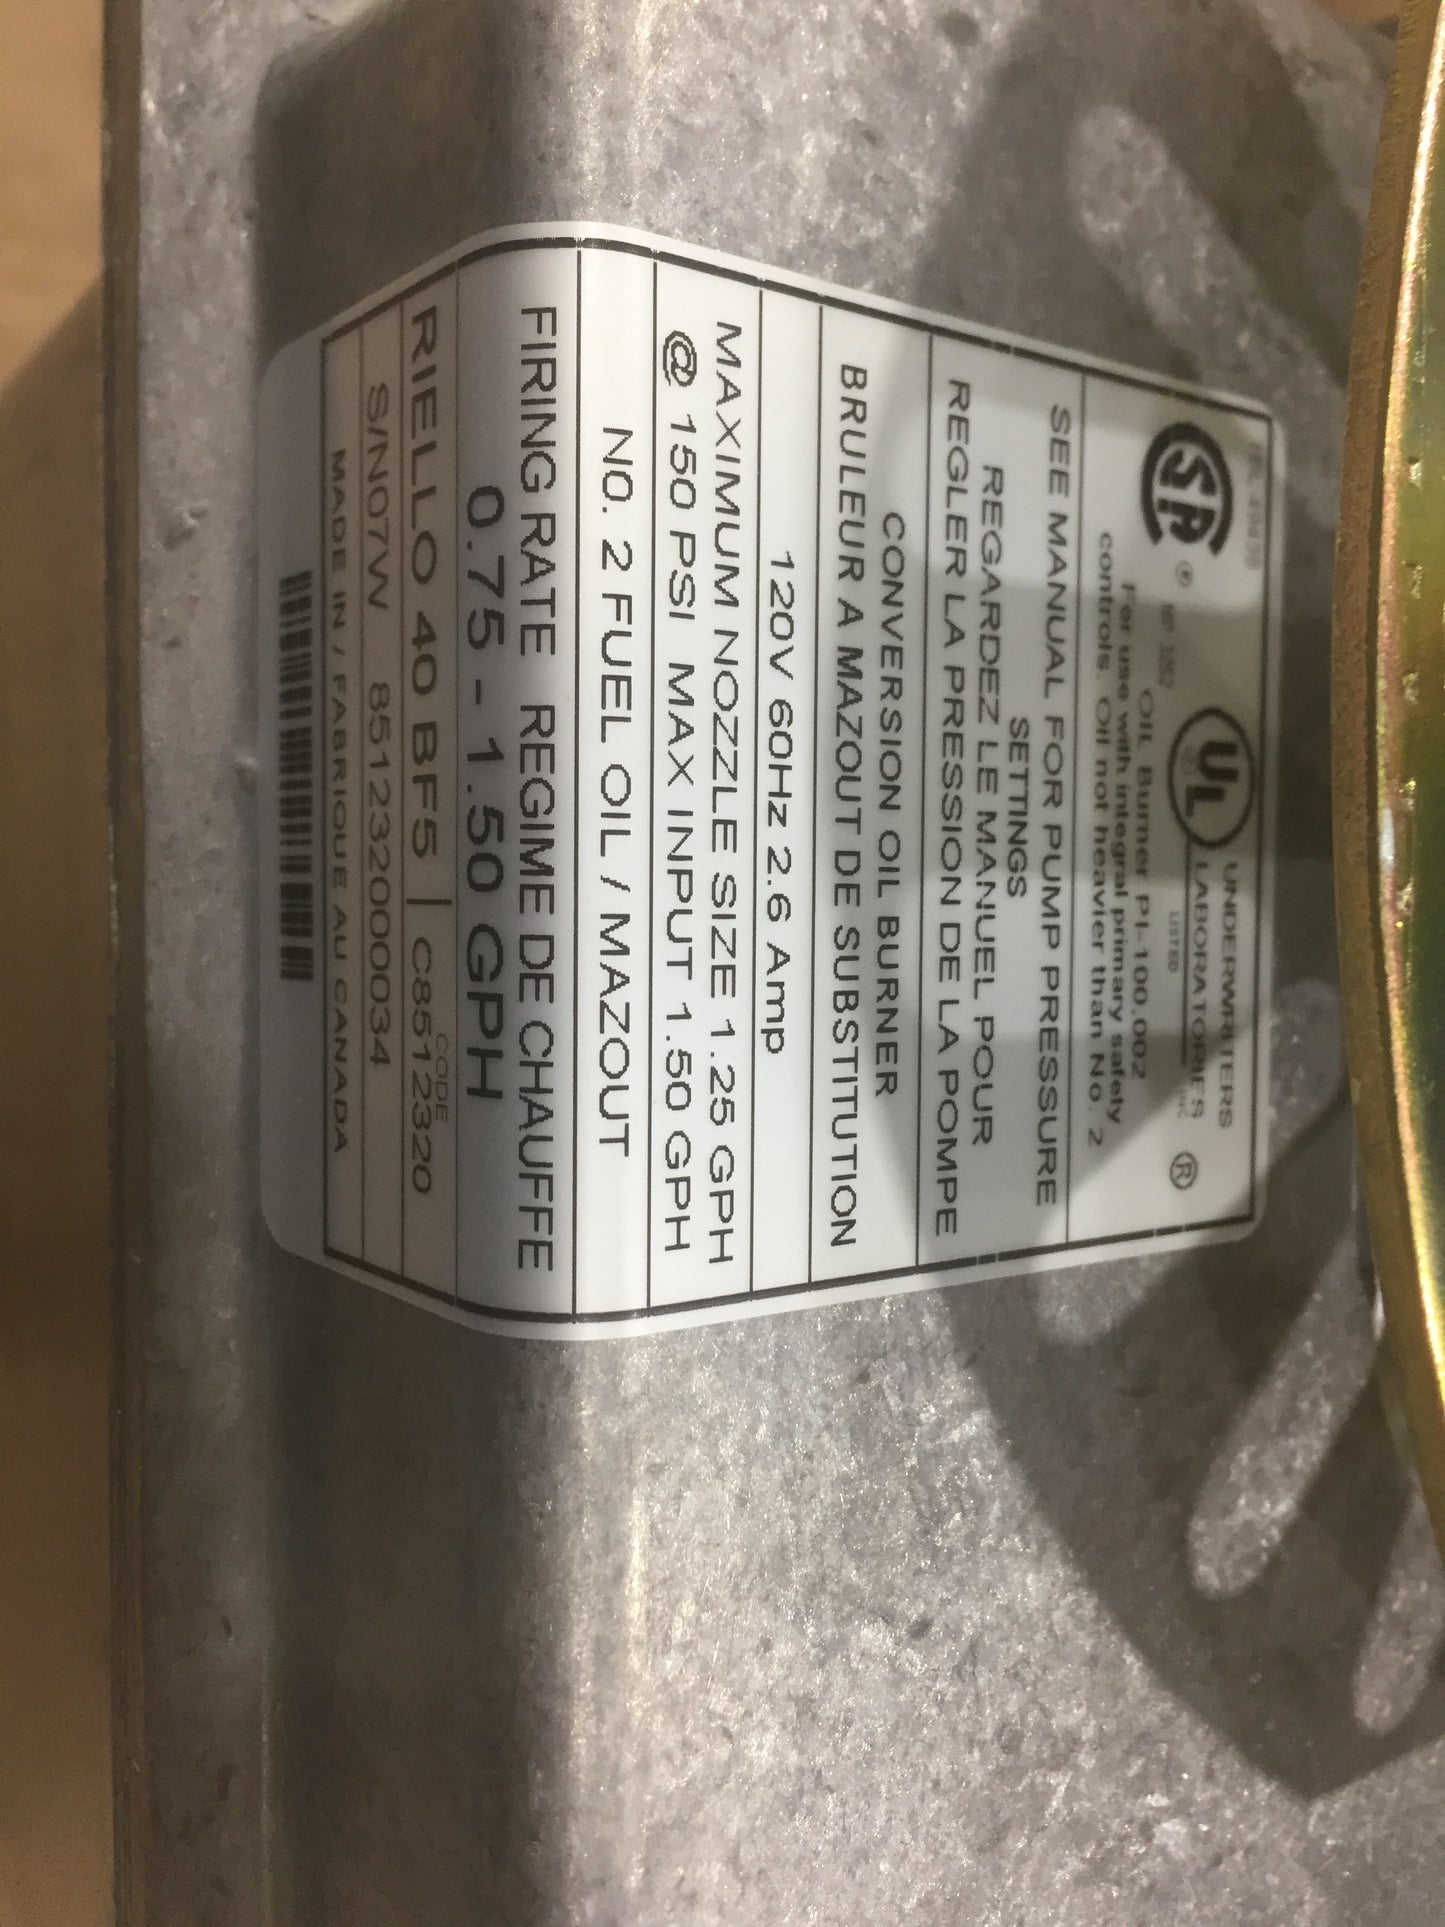 SA ®
UL
UNDERWRITERS
LABORATORIES INC. ®
LISTED
OIL Burner PI-100,002
For use with integral primary safety
controls. Oil not heavier than No. 2
SEE MANUAL FOR PUMP PRESSURE
SETTINGS
REGARDEZ LE MANUEL POUR
REGLER LA PRESSION DE LA POMPE
CONVERSION OIL BURNER
BRULEUR A MAZOUT DE SUBSTITUTION
120V 60Hz 2.6 Amp
MAXIMUM NOZZLE SIZE 1.25 GPH
@ 150 PSI MAX INPUT 1.50 GPH
NO. 2 FUEL OIL / MAZOUT
FIRING RATE REGIME DE CHAUFFE
0.75 - 1.50 GPH
CODE
RIELLO 40 BF5 C8512320
S/N07W 85123200034
MADE IN / FABRIQUE AU CANADA